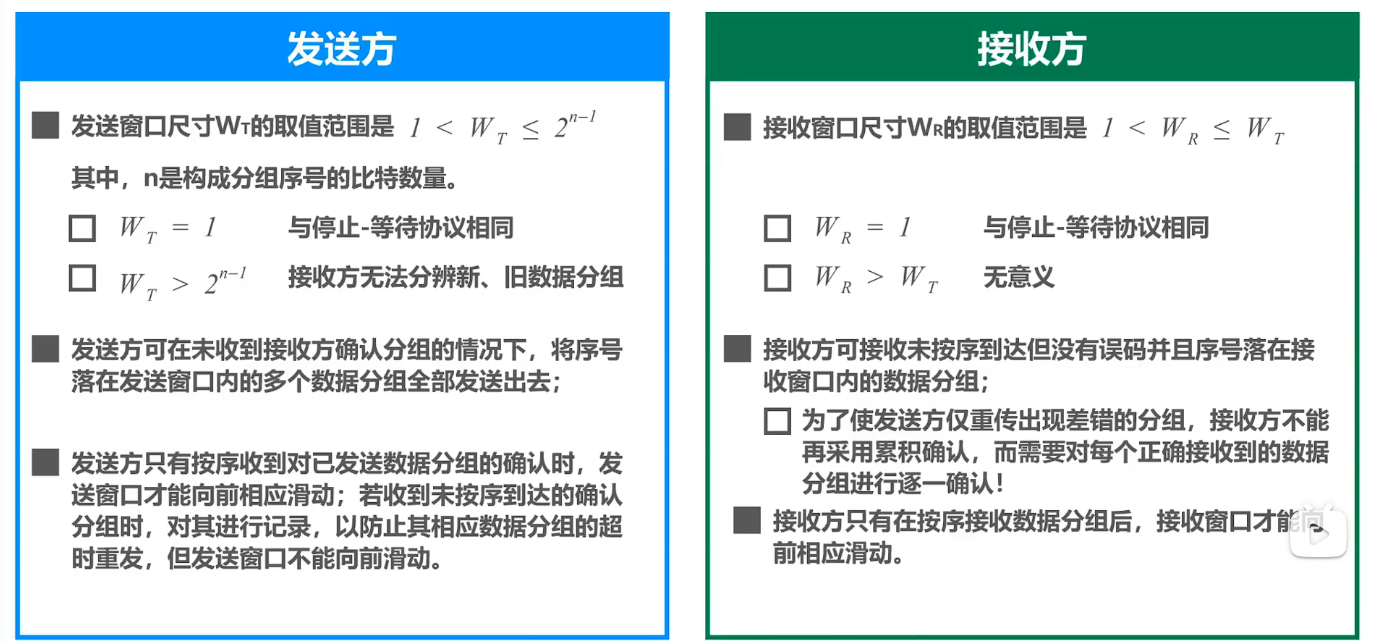 发送方
发送窗口尺寸WT的取值范围是 1 < W_T ≤ 2^{n-1}
其中，n是构成分组序号的比特数量。
W_T = 1 与停止-等待协议相同
W_T > 2^{n-1} 接收方无法分辨新、旧数据分组
发送方可在未收到接收方确认分组的情况下，将序号
落在发送窗口内的多个数据分组全部发送出去；
发送方只有按序收到对已发送数据分组的确认时，发
送窗口才能向前相应滑动；若收到未按序到达的确认
分组时，对其进行记录，以防止其相应数据分组的超
时重发，但发送窗口不能向前滑动。
接收方
接收窗口尺寸WR的取值范围是 1 < W_R ≤ W_T
W_R = 1 与停止-等待协议相同
W_R > W_T 无意义
接收方可接收未按序到达但没有误码并且序号落在接
收窗口内的数据分组；
为了使发送方仅重传出现差错的分组，接收方不能
再采用累积确认，而需要对每个正确接收到的数据
分组进行逐一确认！
接收方只有在按序接收数据分组后，接收窗口才能向
前相应滑动。